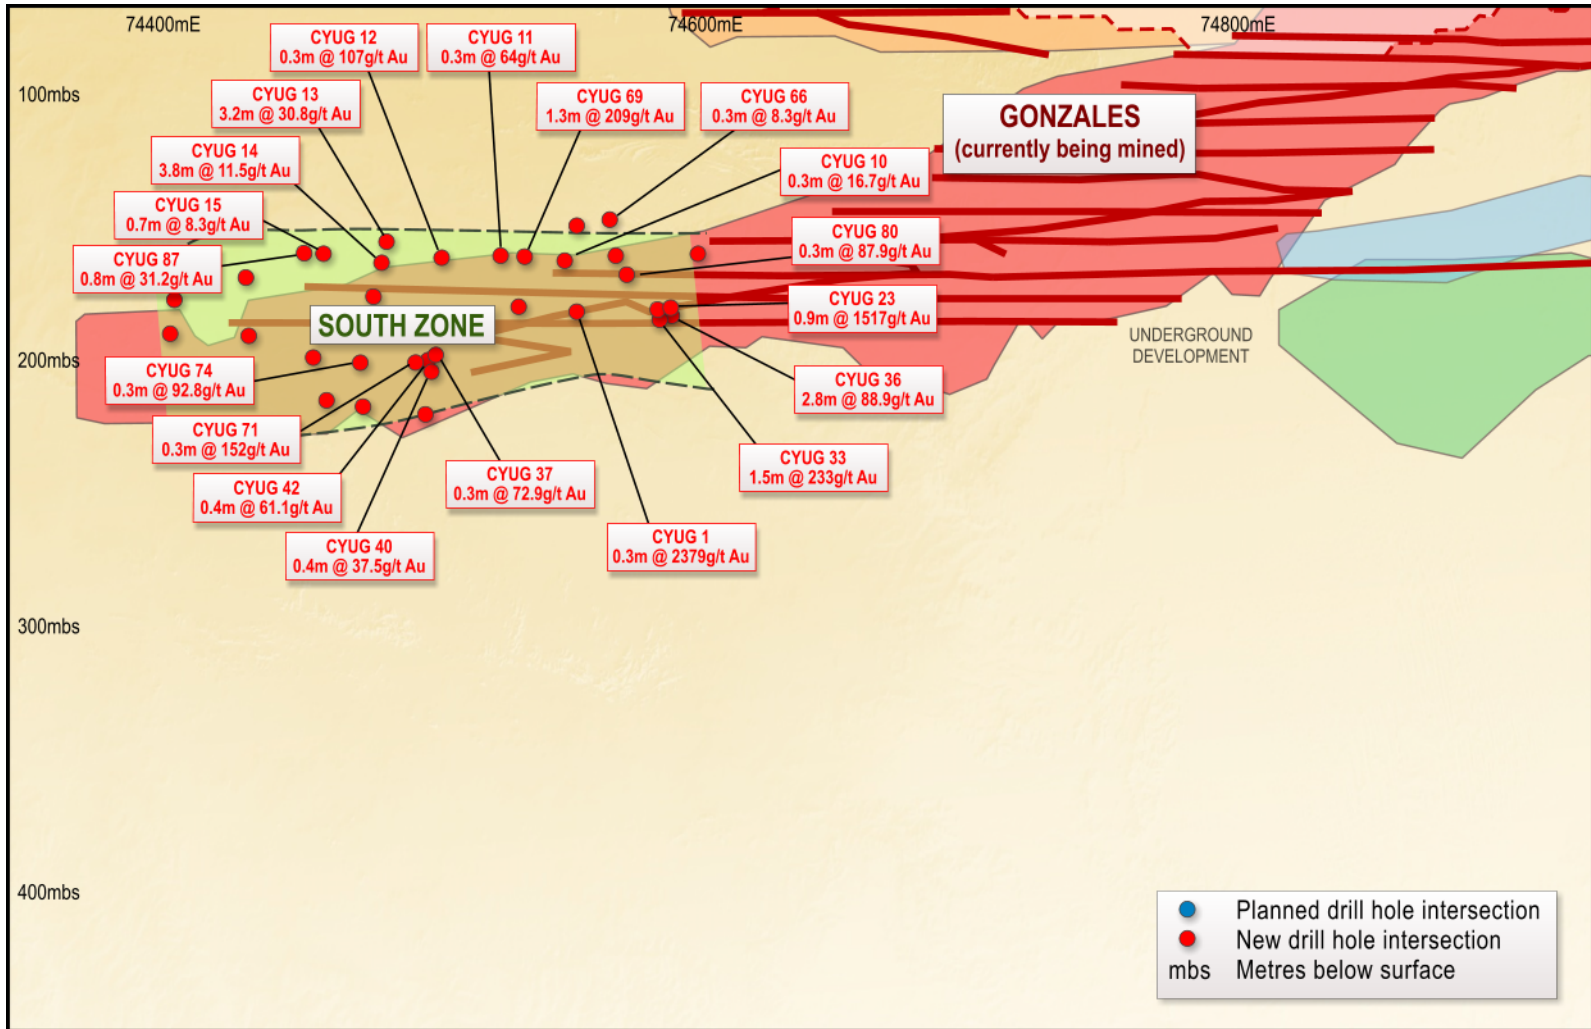 74400mE
74600mE
74800mE
CYUG 12
0.3m @ 107g/t Au
CYUG 11
0.3m @ 64g/t Au
CYUG 13
3.2m @ 30.8g/t Au
CYUG 69
1.3m @ 209g/t Au
CYUG 66
0.3m @ 8.3g/t Au
100mbs
GONZALES
(currently being mined)
CYUG 14
3.8m @ 11.5g/t Au
CYUG 10
0.3m @ 16.7g/t Au
CYUG 15
0.7m @ 8.3g/t Au
CYUG 80
0.3m @ 87.9g/t Au
CYUG 87
0.8m @ 31.2g/t Au
CYUG 23
0.9m @ 1517g/t Au
SOUTH ZONE
UNDERGROUND
DEVELOPMENT
200mbs
CYUG 74
0.3m @ 92.8g/t Au
CYUG 36
2.8m @ 88.9g/t Au
CYUG 71
0.3m @ 152g/t Au
CYUG 33
1.5m @ 233g/t Au
CYUG 37
0.3m @ 72.9g/t Au
CYUG 42
0.4m @ 61.1g/t Au
CYUG 1
0.3m @ 2379g/t Au
CYUG 40
0.4m @ 37.5g/t Au
300mbs
400mbs
Planned drill hole intersection
New drill hole intersection
mbs Metres below surface